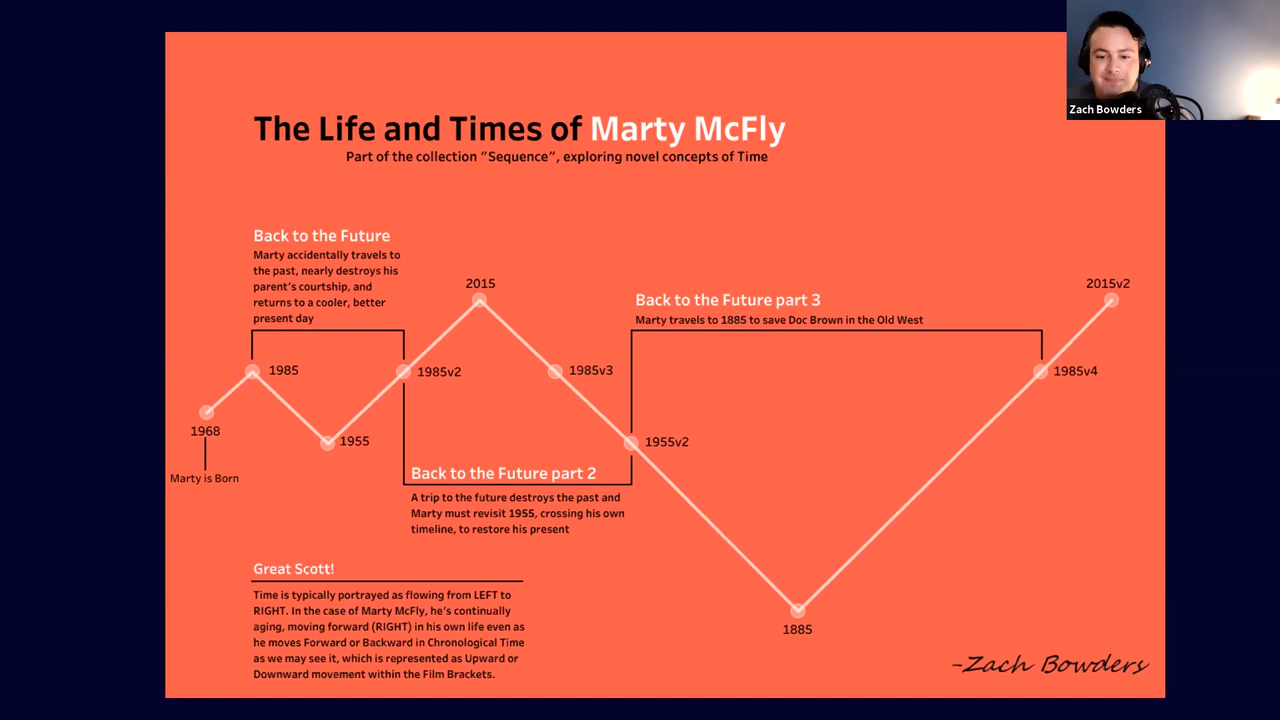 Zach Bowders
The Life and Times of Marty McFly
Part of the collection "Sequence", exploring novel concepts of Time
Back to the Future
Marty accidentally travels to
the past, nearly destroys his
parent's courtship, and
returns to a cooler, better
present day
2015
2015v2
Back to the Future part 3
Marty travels to 1885 to save Doc Brown in the Old West
1985
1985v2
1985v3
1985v4
1968
1955
1955v2
Marty is Born
Back to the Future part 2
A trip to the future destroys the past and
Marty must revisit 1955, crossing his own
timeline, to restore his present
Great Scott!
Time is typically portrayed as flowing from LEFT to
RIGHT. In the case of Marty McFly, he's continually
aging, moving forward (RIGHT) in his own life even as
he moves Forward or Backward in Chronological Time
as we may see it, which is represented as Upward or
Downward movement within the Film Brackets.
1885
-Zach Bowders